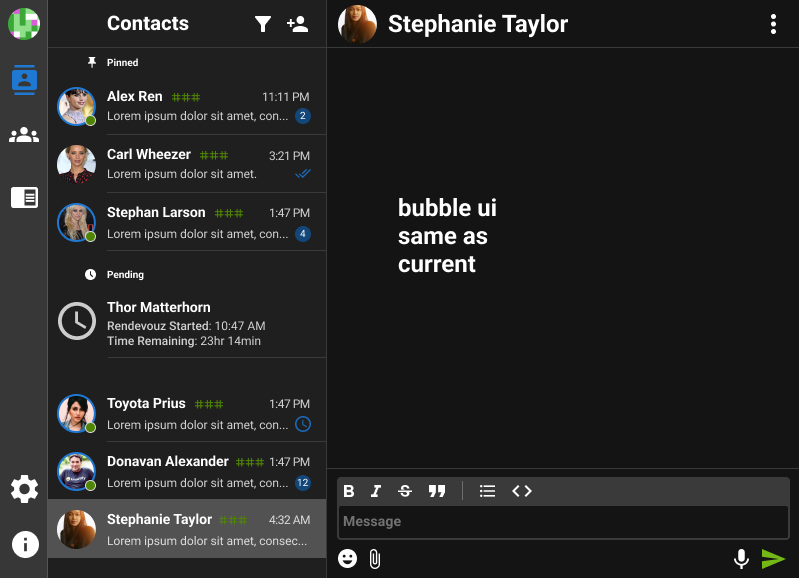 Contacts
Stephanie Taylor
Pinned
Alex Ren ### 11:11 PM
Lorem ipsum dolor sit amet, con... 2
Carl Wheezer ### 3:21 PM
Lorem ipsum dolor sit amet.
Stephan Larson ### 1:47 PM
Lorem ipsum dolor sit amet, con... 4
Pending
Thor Matterhorn
Rendevouz Started: 10:47 AM
Time Remaining: 23hr 14min
Toyota Prius ### 1:47 PM
Lorem ipsum dolor sit amet, con...
Donavan Alexander ### 1:47 PM
Lorem ipsum dolor sit amet, con... 12
Stephanie Taylor ### 4:32 AM
Lorem ipsum dolor sit amet, consec...
bubble ui
same as
current
B I S
Message